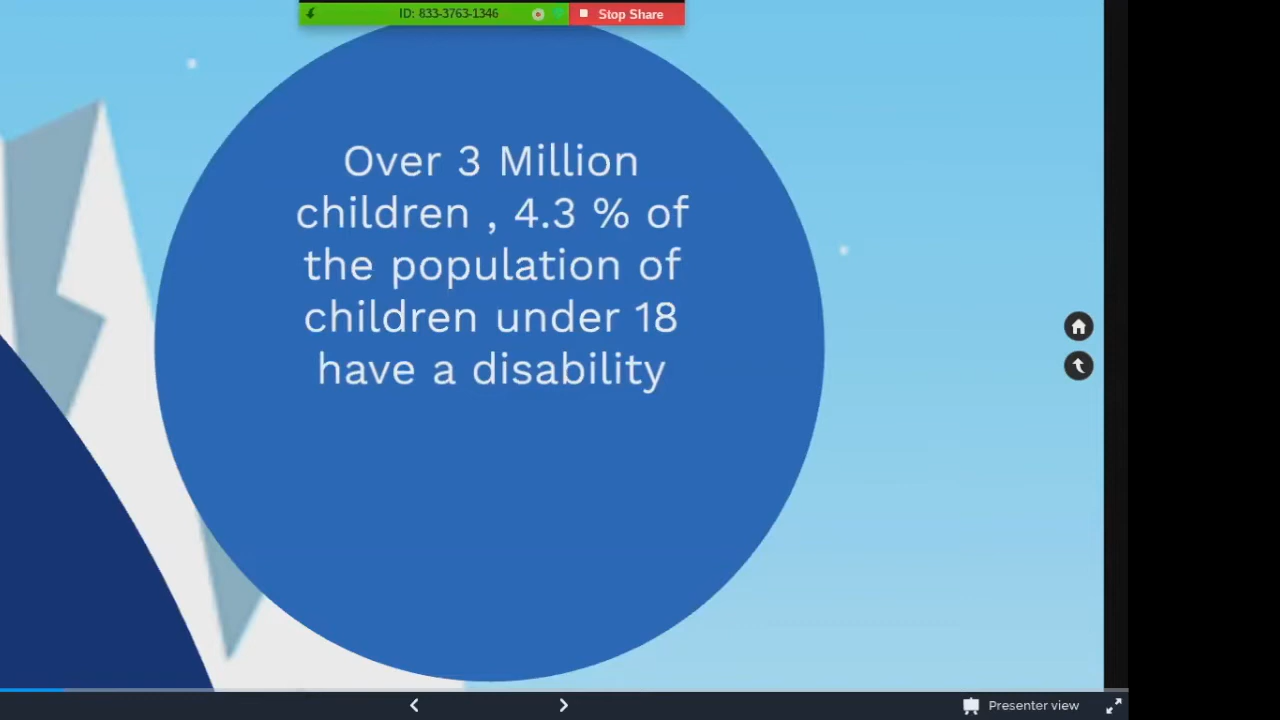 ID: 833-3763-1346
Stop Share
Over 3 Million
children , 4.3 % of
the population of
children under 18
have a disability
Presenter view